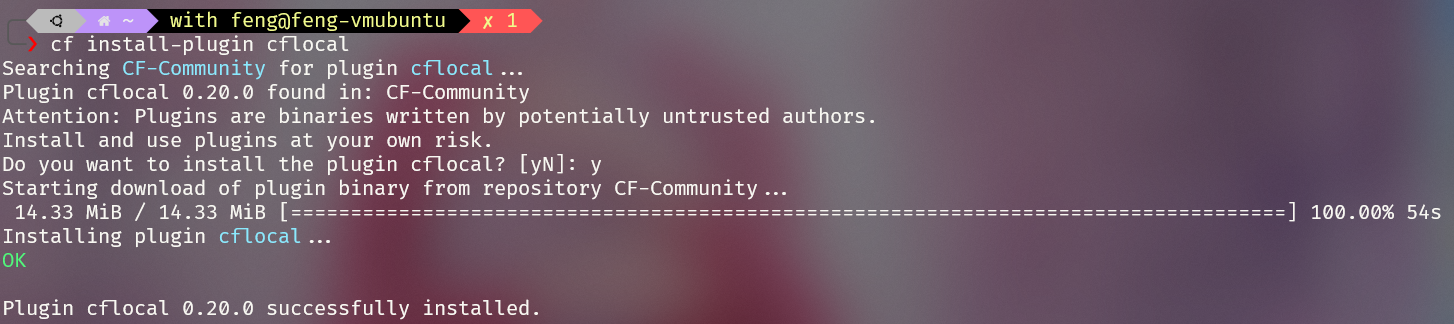 ~ with feng@feng-vmubuntu ✗ 1
❯ cf install-plugin cflocal
Searching CF-Community for plugin cflocal...
Plugin cflocal 0.20.0 found in: CF-Community
Attention: Plugins are binaries written by potentially untrusted authors.
Install and use plugins at your own risk.
Do you want to install the plugin cflocal? [yN]: y
Starting download of plugin binary from repository CF-Community...
14.33 MiB / 14.33 MiB [===================================================================================] 100.00% 54s
Installing plugin cflocal...
OK
Plugin cflocal 0.20.0 successfully installed.